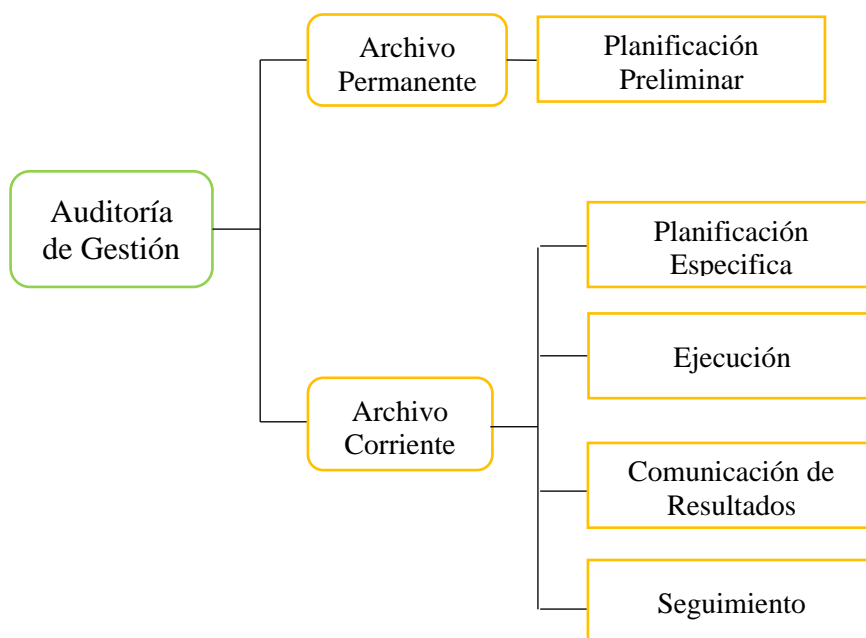 Auditoría
de Gestión
Archivo
Permanente
Planificación
Preliminar
Archivo
Corriente
Planificación
Especifica
Ejecución
Comunicación de
Resultados
Seguimiento